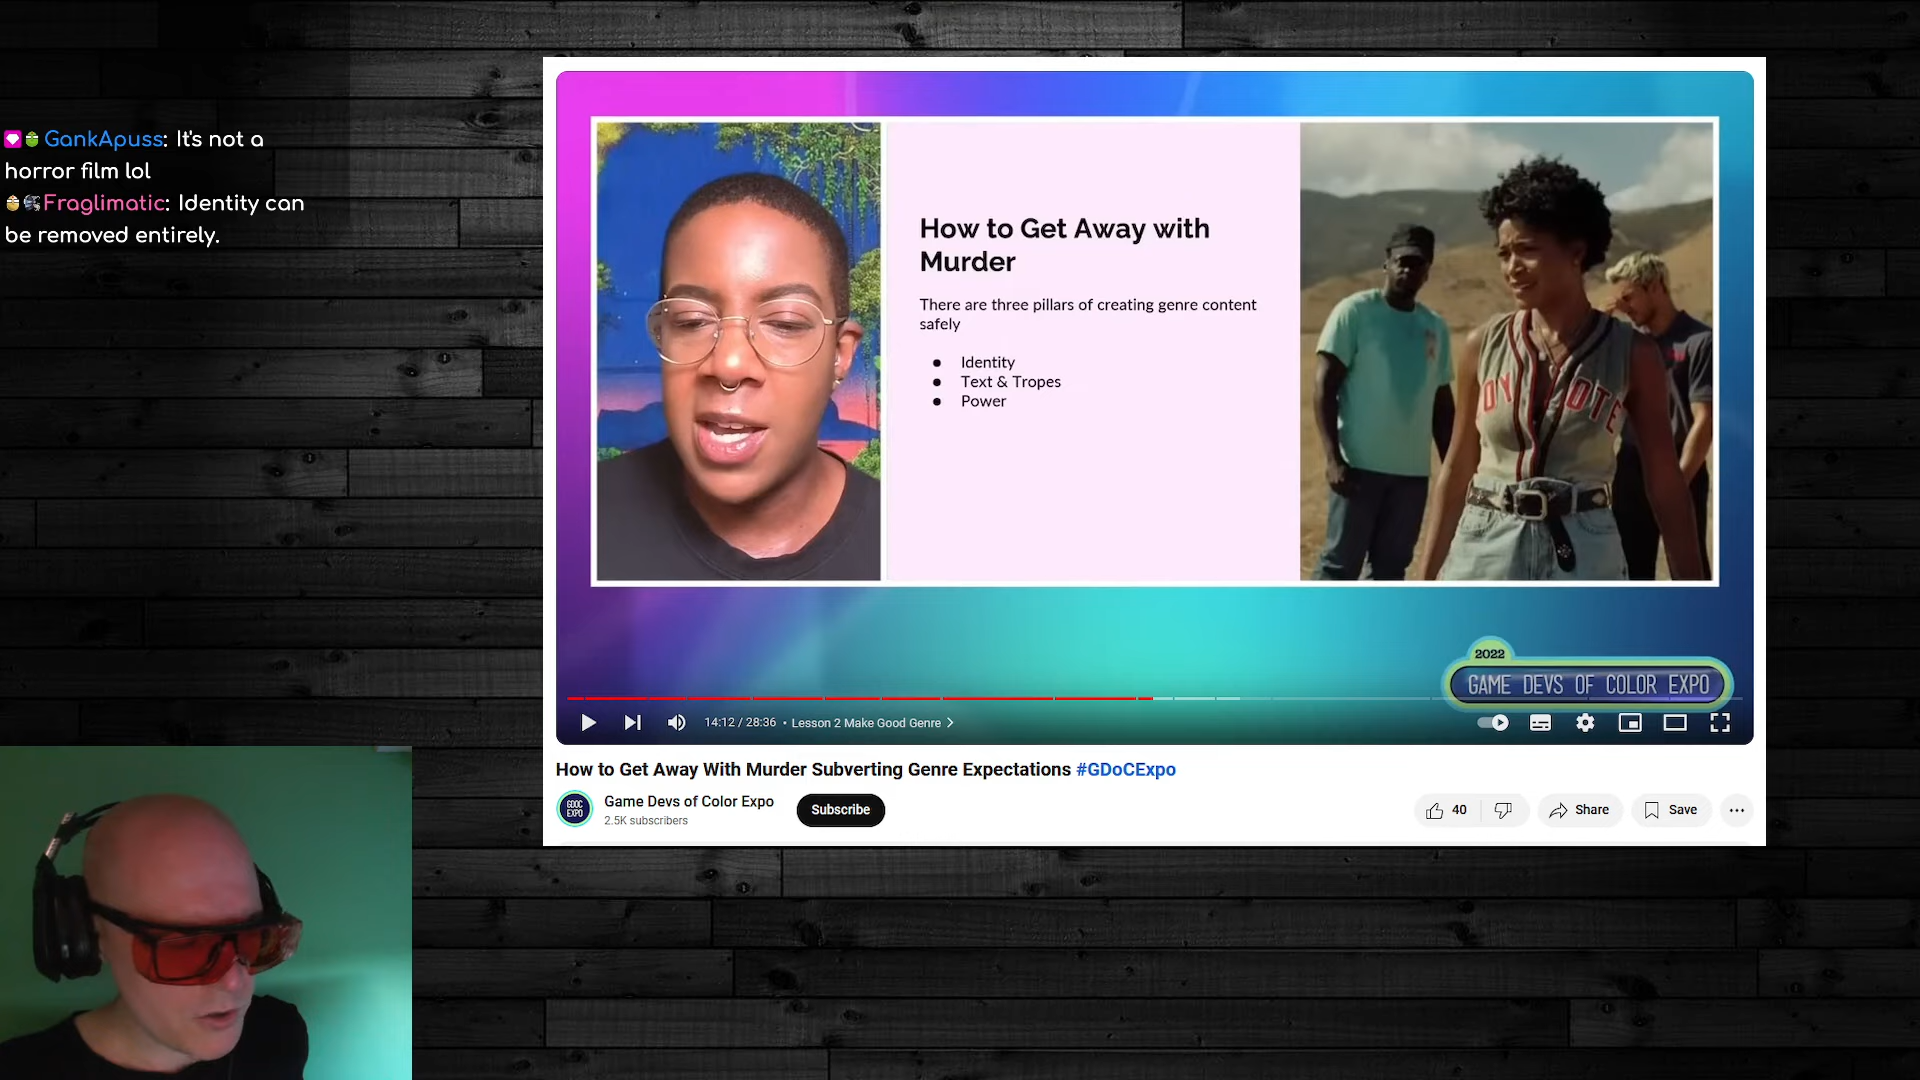 GankApuss: It's not a
horror film lol
Fraglimatic: Identity can
be removed entirely.
How to Get Away with
Murder
There are three pillars of creating genre content
safely
● Identity
● Text & Tropes
● Power
2022
GAME DEVS OF COLOR EXPO
14:12 / 28:36 • Lesson 2 Make Good Genre
How to Get Away With Murder Subverting Genre Expectations #GDoCExpo
GDOC
EXPO
Game Devs of Color Expo
2.5K subscribers
Subscribe
40
Share
Save